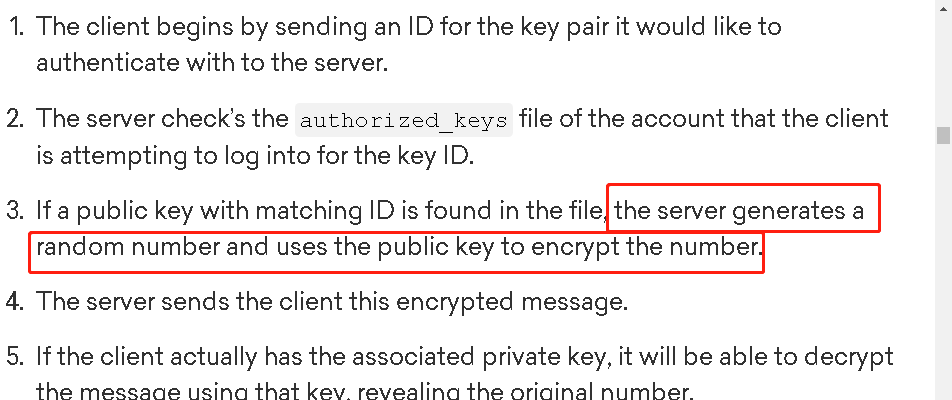 1. The client begins by sending an ID for the key pair it would like to
authenticate with to the server.
2. The server check's the authorized_keys file of the account that the client
is attempting to log into for the key ID.
3. If a public key with matching ID is found in the file, the server generates a
random number and uses the public key to encrypt the number.
4. The server sends the client this encrypted message.
5. If the client actually has the associated private key, it will be able to decrypt
the message using that key, revealing the original number.